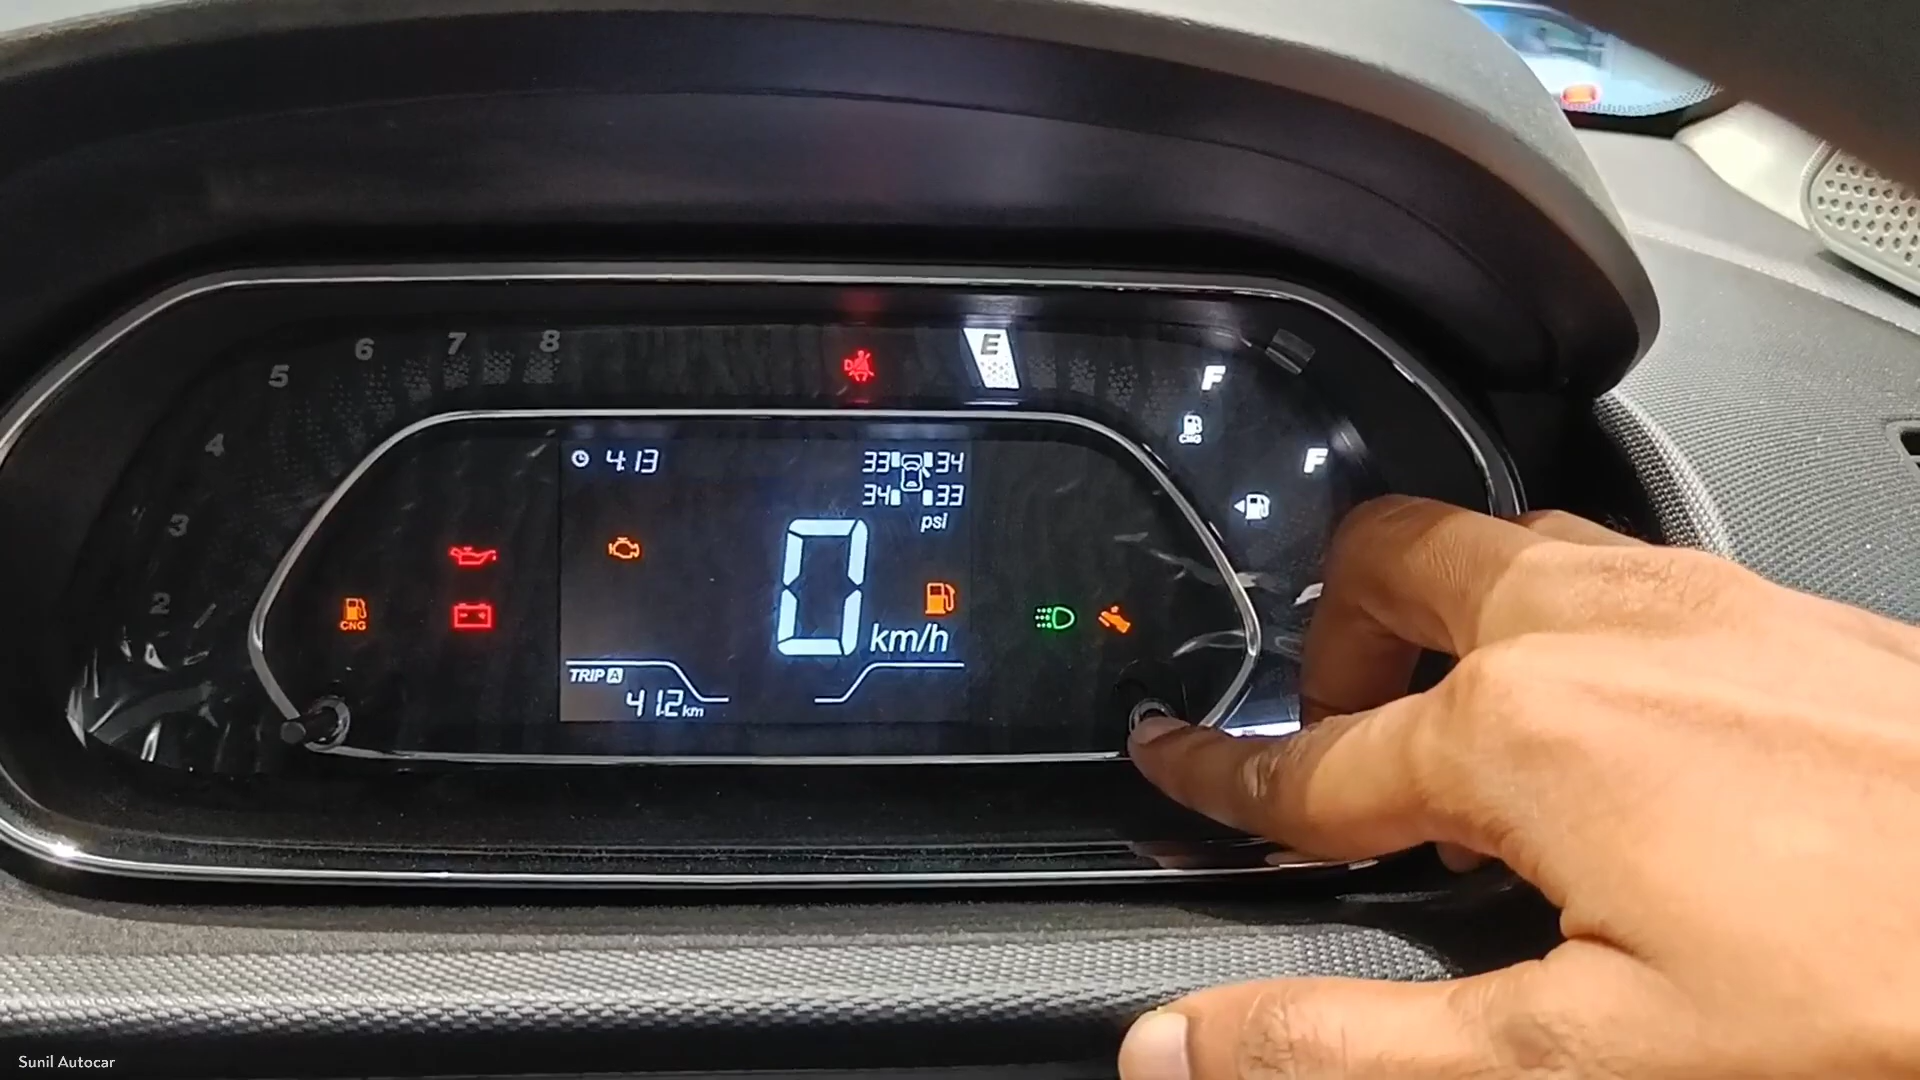 5 6 7 8
E
F
4
CNG
4:13
33 34
F
34 33
3
psi
0
2
CNG
km/h
TRIP A
41.2 km
Sunil Autocar